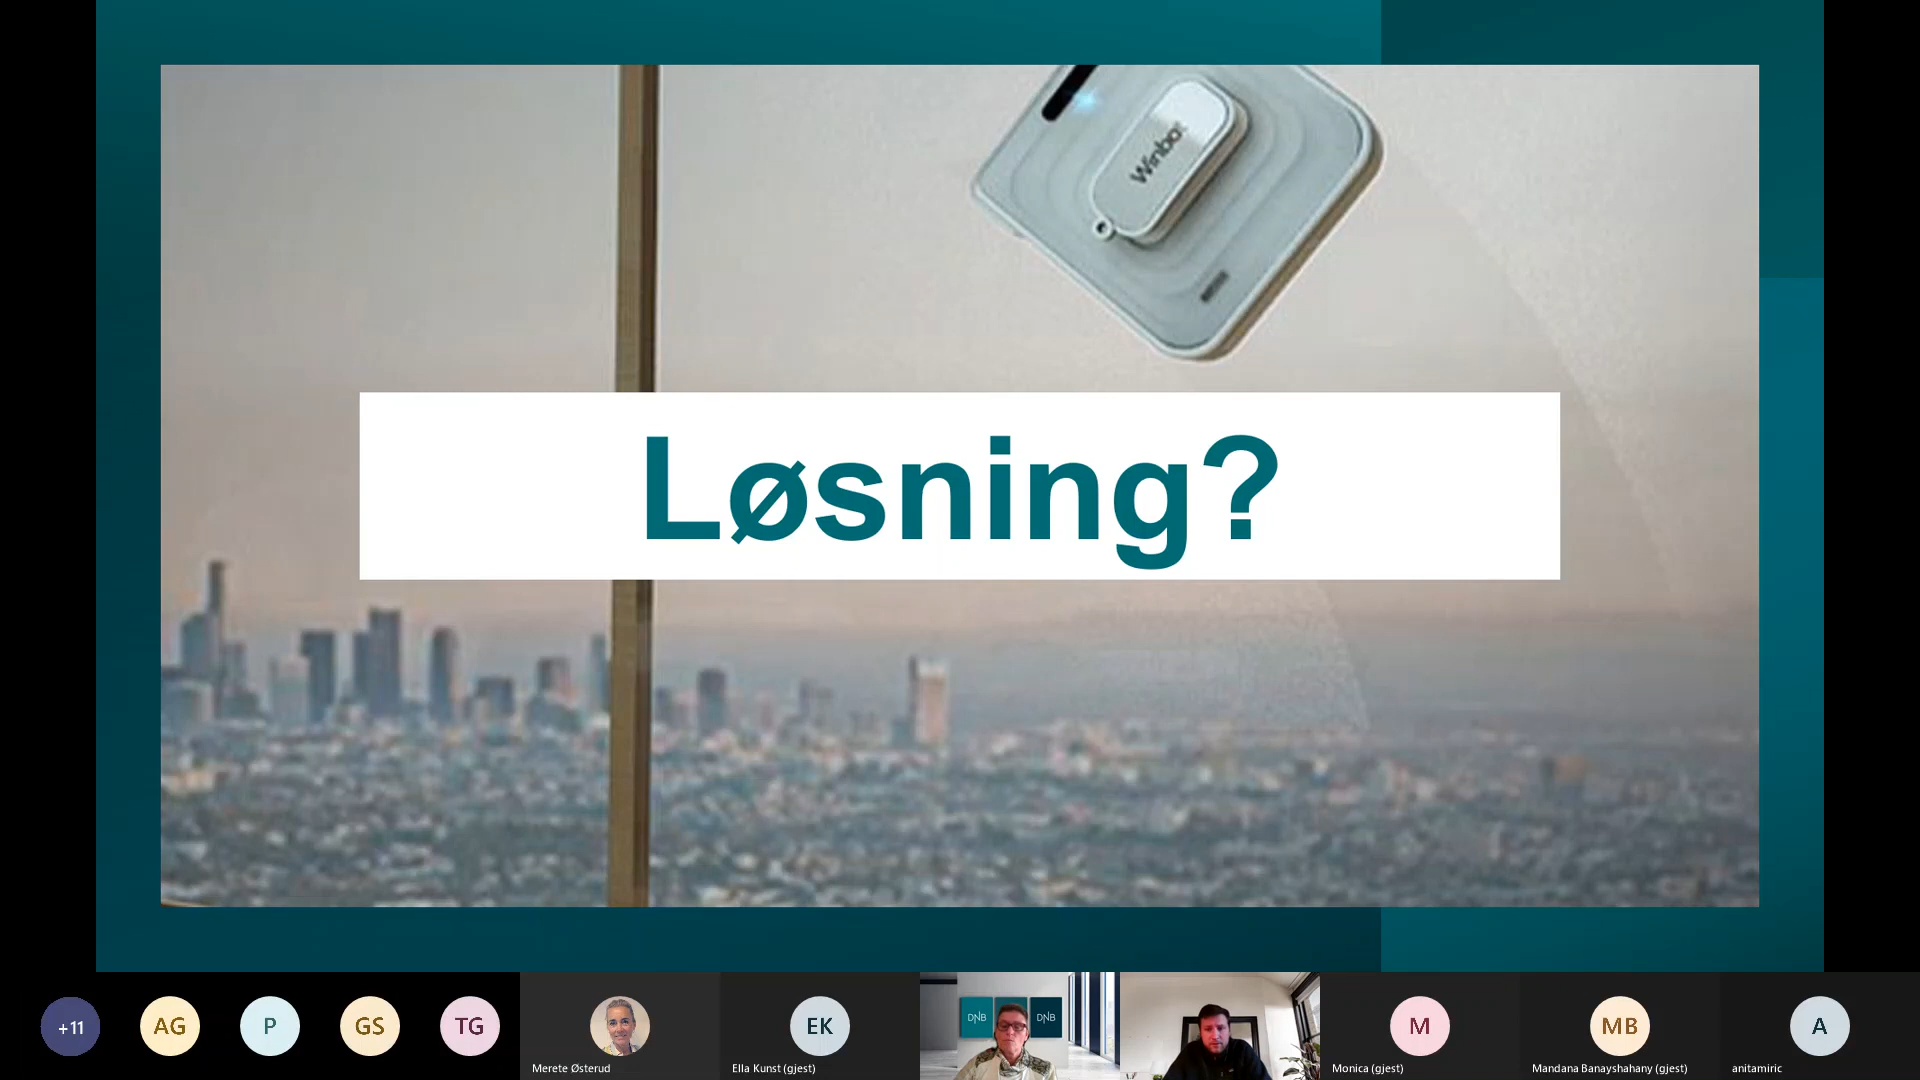 Winbot
Løsning?
+11
AG
P
GS
TG
EK
DNB
DNB
M
MB
A
Merete Østerud
Ella Kunst (gjest)
Monica (gjest)
Mandana Banayshahany (gjest)
anitamiric